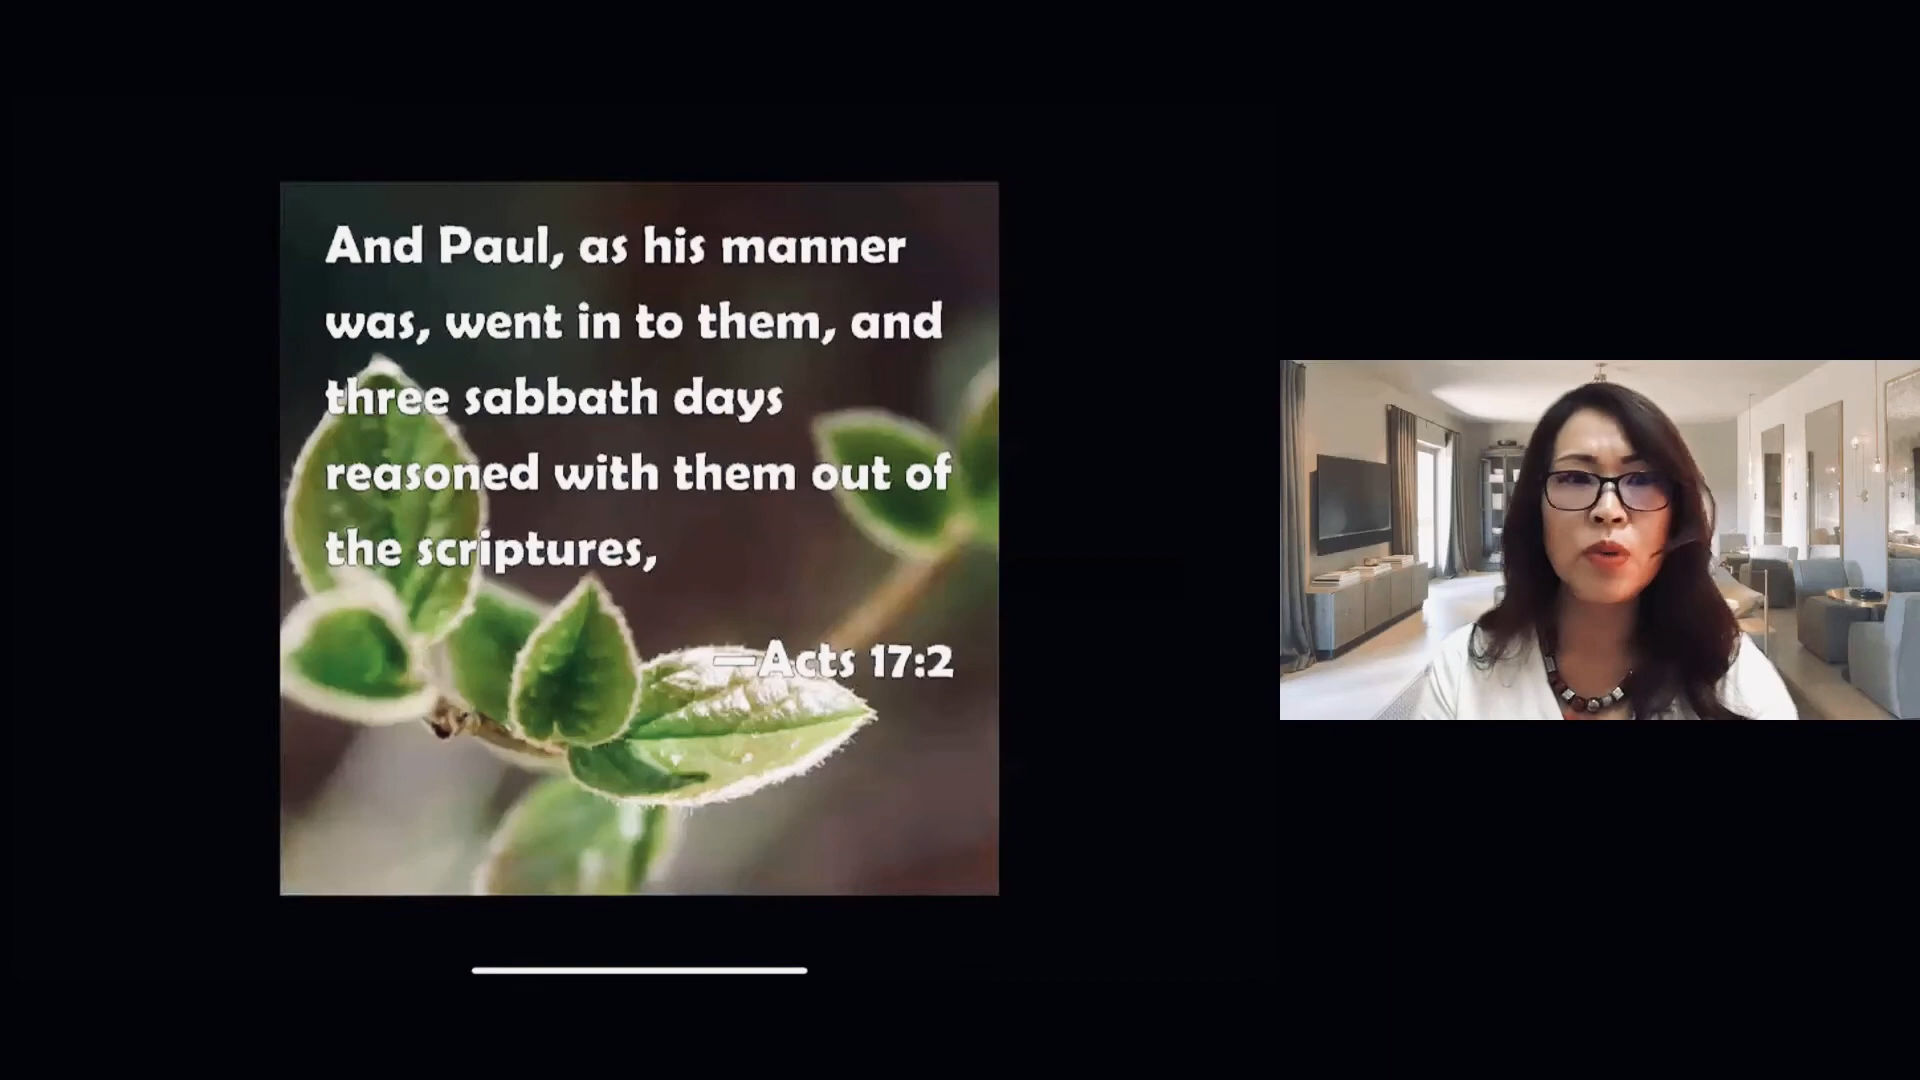 And Paul, as his manner
was, went in to them, and
three sabbath days
reasoned with them out of
the scriptures,
—Acts 17:2